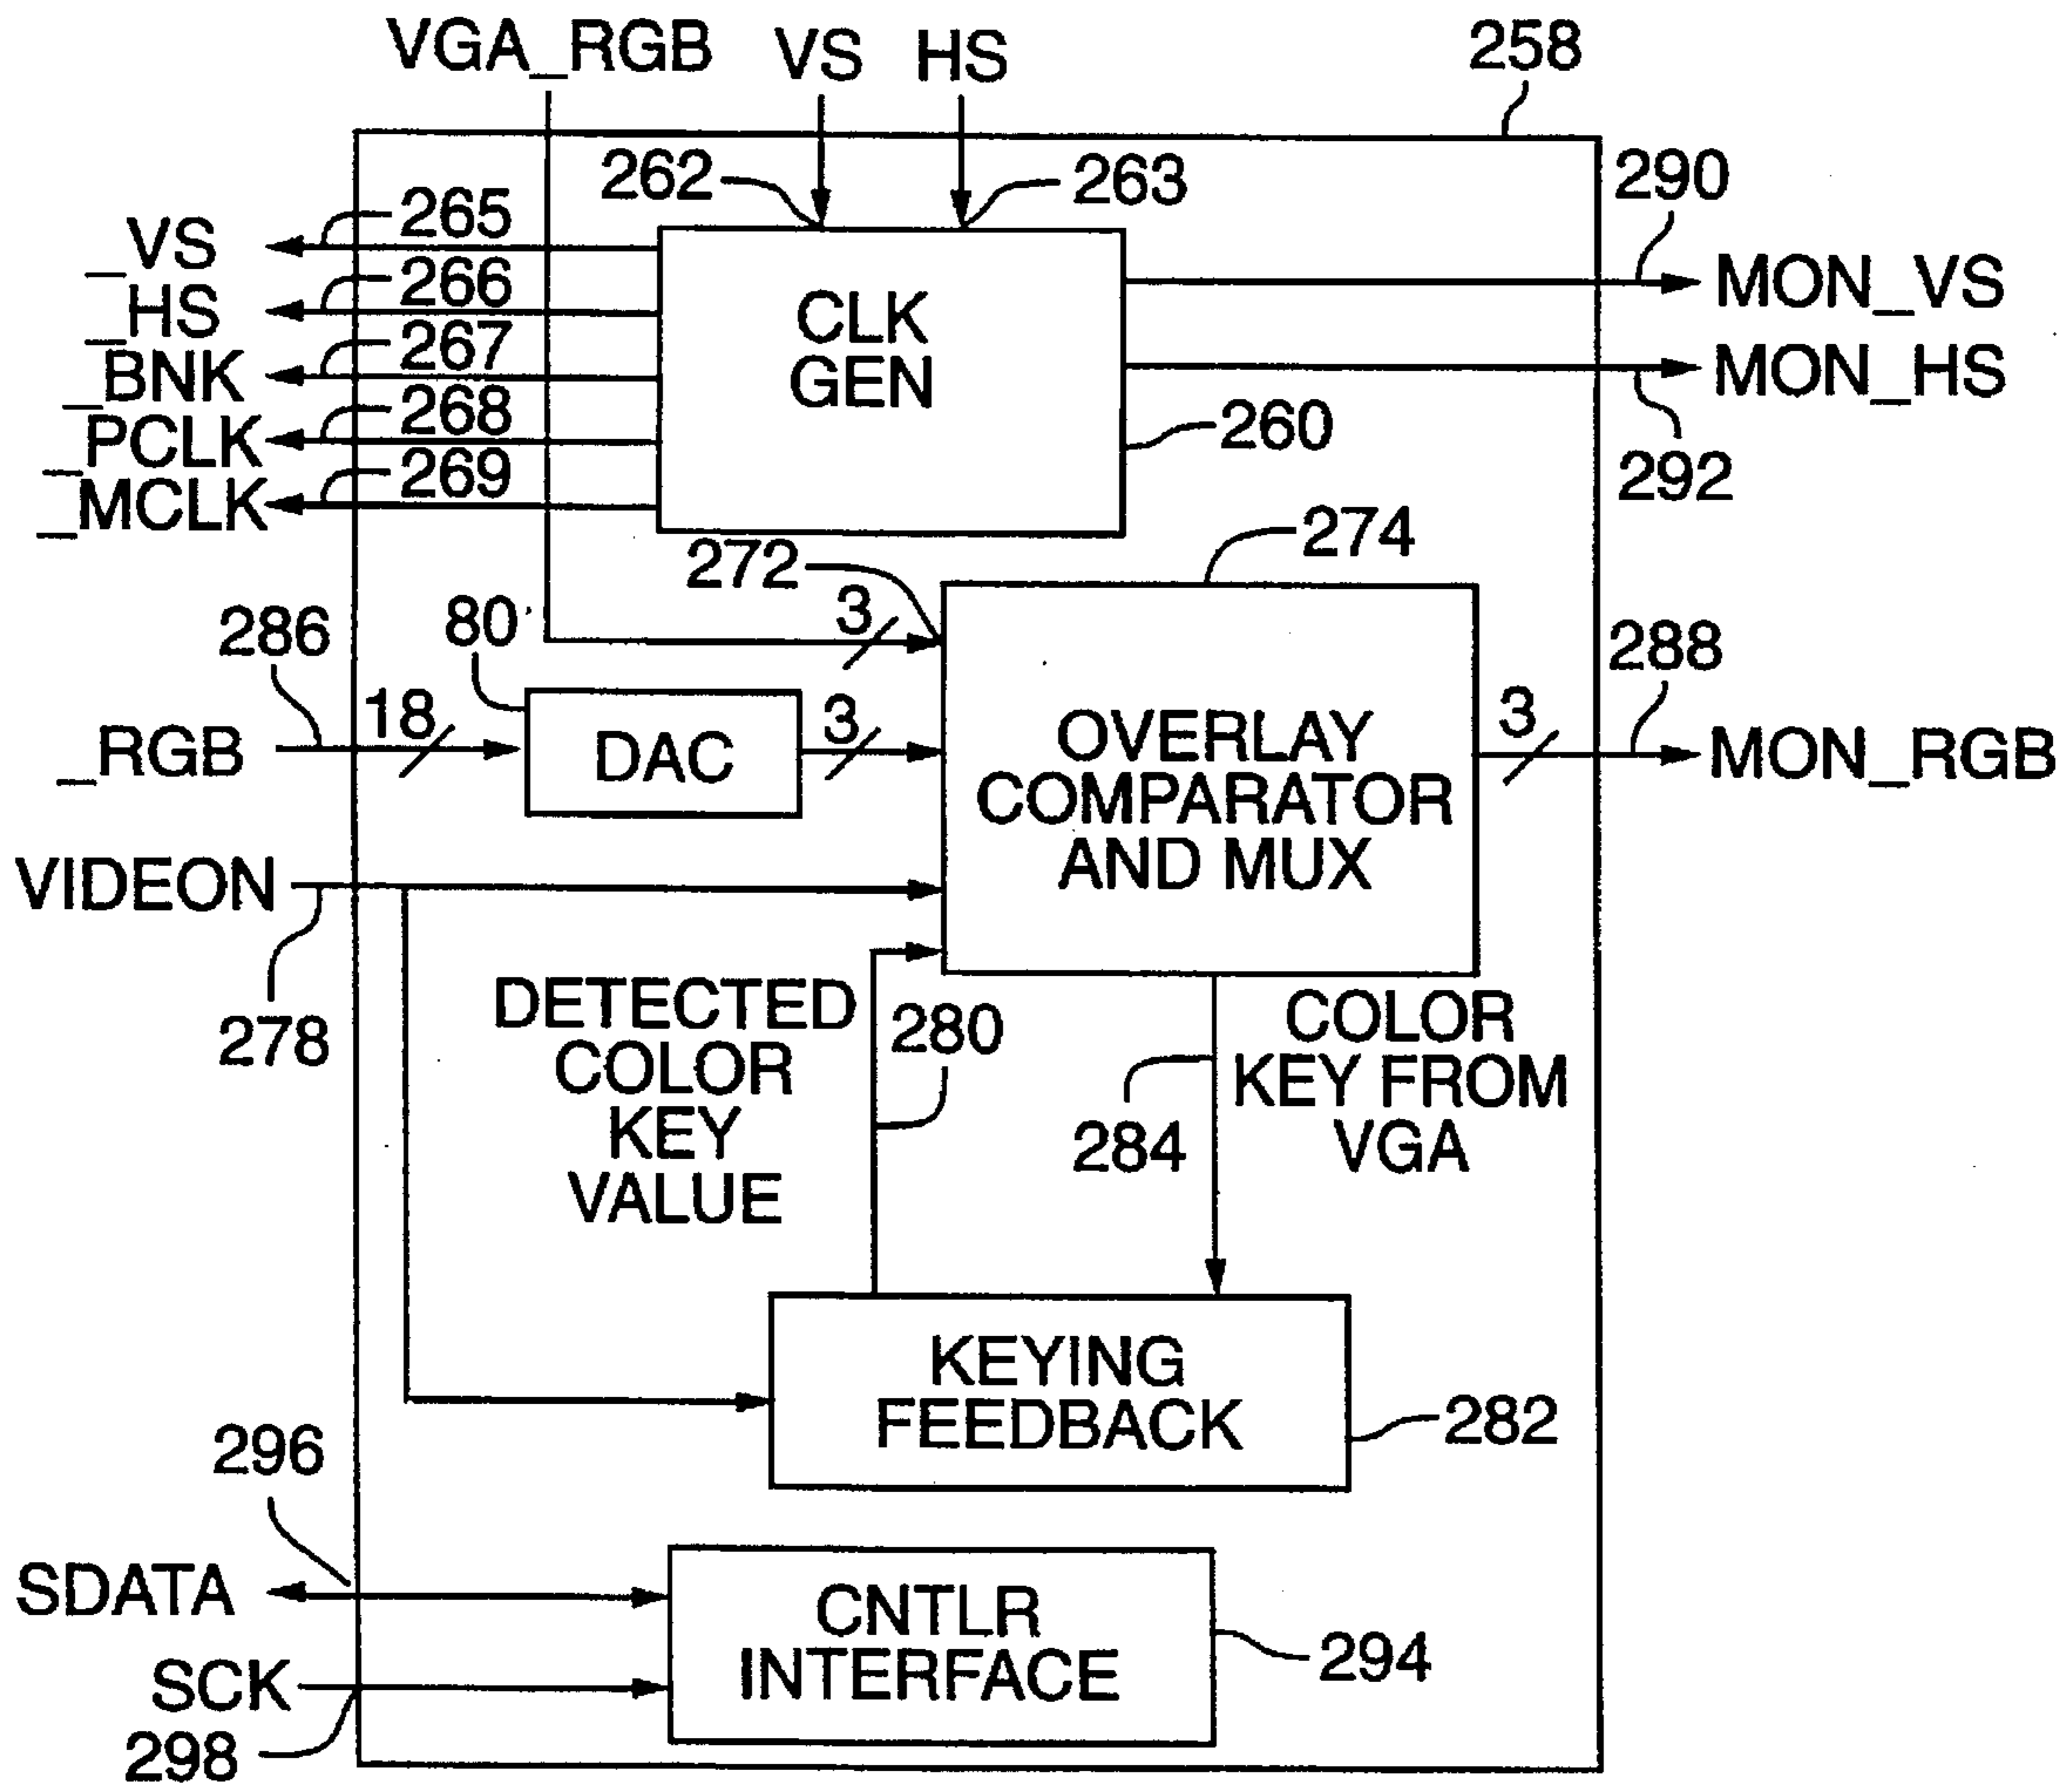 VGA_RGB VS HS 258
262 263 290
_VS 265
_HS 266
_BNK 267
_PCLK 268
_MCLK 269
CLK
GEN
MON_VS
MON_HS
260
292
272
274
286
80
3
288
_RGB
18
DAC
3
OVERLAY
COMPARATOR
AND MUX
3
MON_RGB
VIDEON
278
DETECTED
COLOR
KEY
VALUE
280
284
COLOR
KEY FROM
VGA
KEYING
FEEDBACK
282
296
SDATA
SCK
298
CNTLR
INTERFACE
294